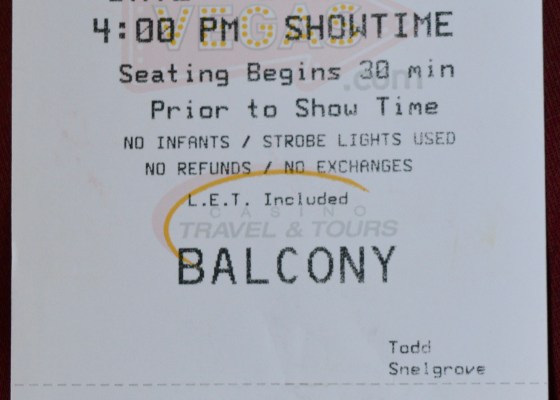 4:00 PM SHOWTIME
VEGAS
.com
Seating Begins 30 min
Prior to Show Time
NO INFANTS / STROBE LIGHTS USED
NO REFUNDS / NO EXCHANGES
L.E.T. Included
CASINO
TRAVEL & TOURS
BALCONY
Todd
Snelgrove